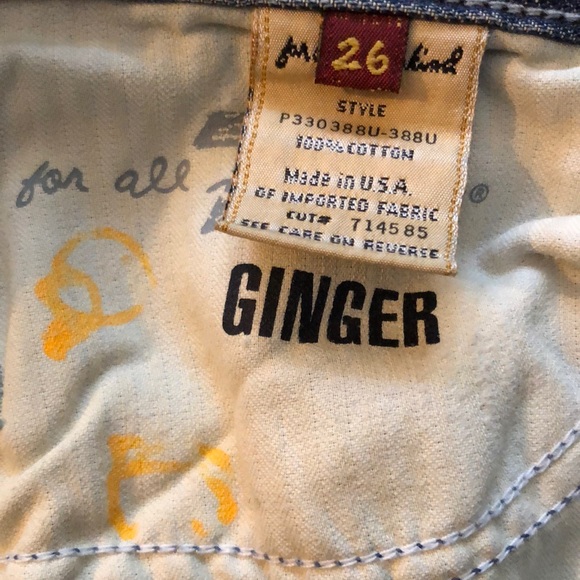 26
STYLE
P330388U-388U
100% COTTON
Made in U.S.A.
OF IMPORTED FABRIC
CUT# 714585
SEE CARE ON REVERSE
for all
®
GINGER